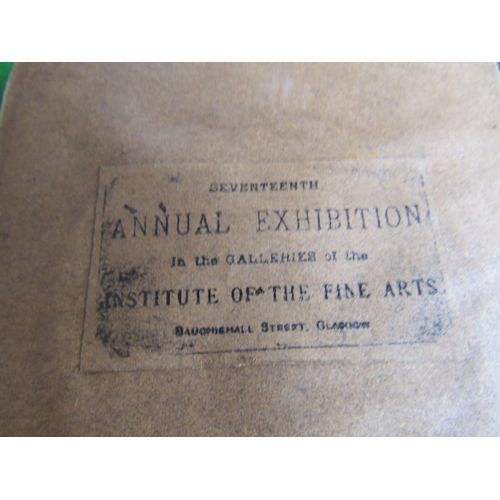 SEVENTEENTH
ANNUAL EXHIBITION
In the GALLERIES of the
INSTITUTE OF THE FINE ARTS.
SAUCHIEHALL STREET, GLASGOW